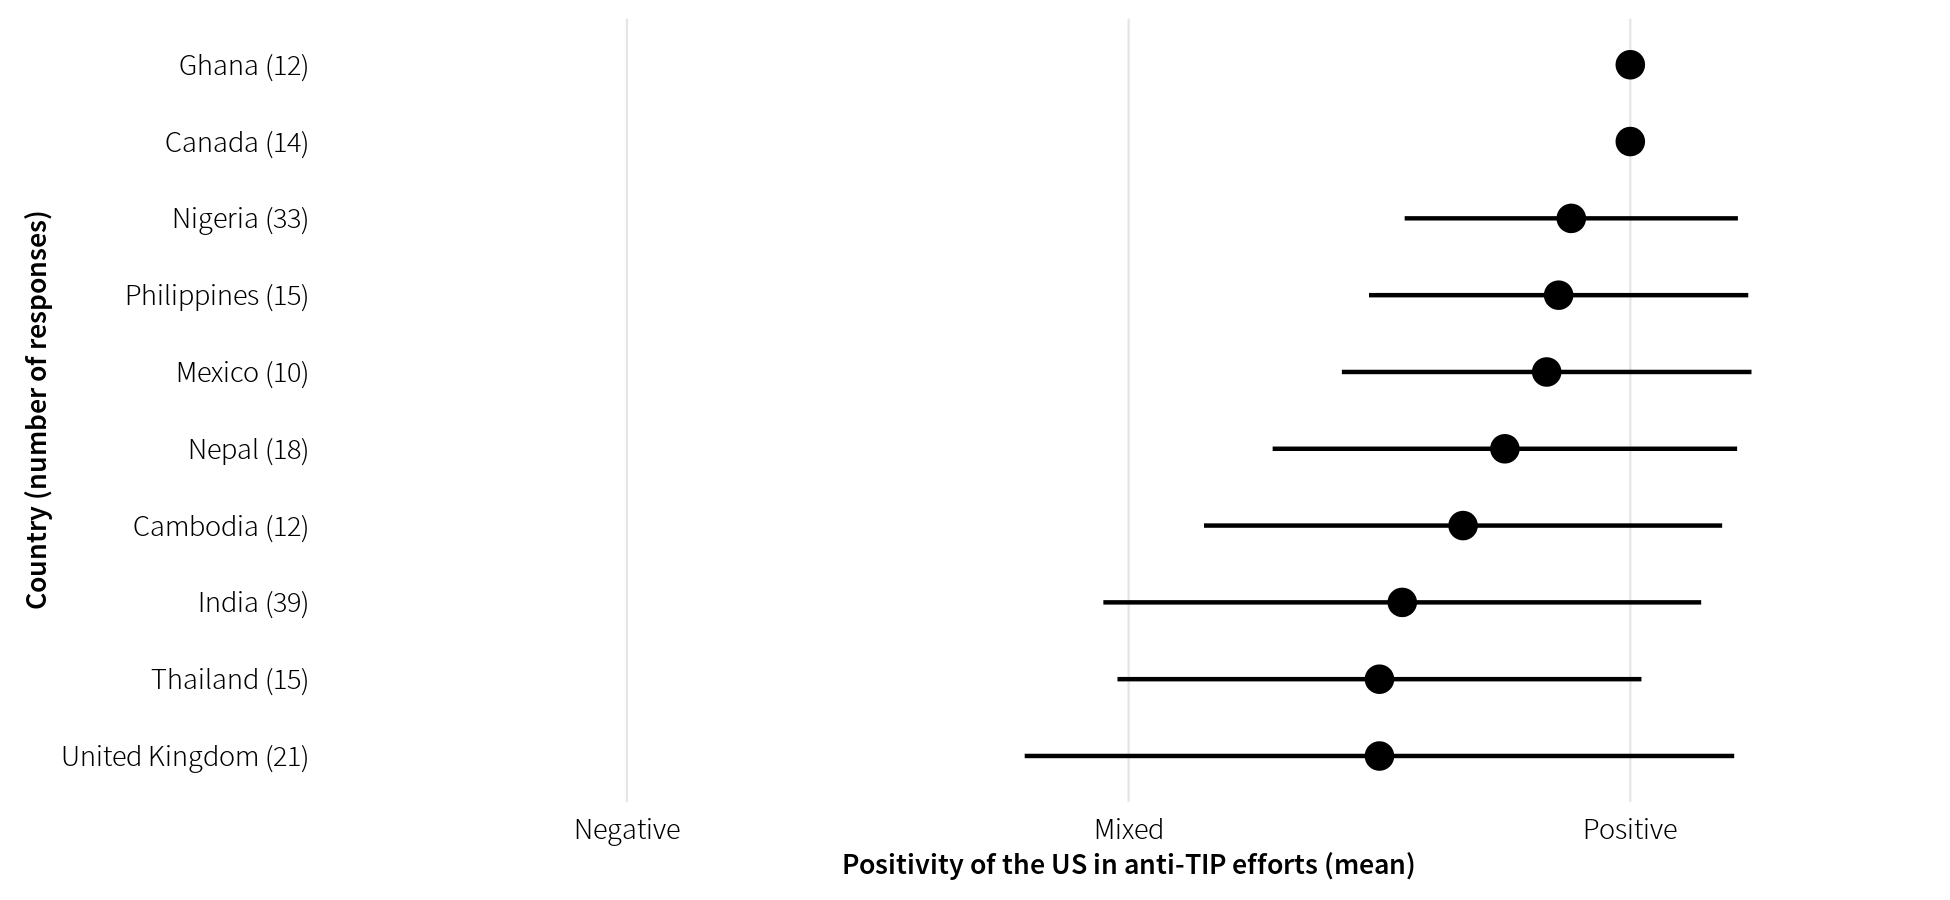 Country (number of responses)
Ghana (12)
Canada (14)
Nigeria (33)
Philippines (15)
Mexico (10)
Nepal (18)
Cambodia (12)
India (39)
Thailand (15)
United Kingdom (21)
Negative Mixed Positive
Positivity of the US in anti-TIP efforts (mean)